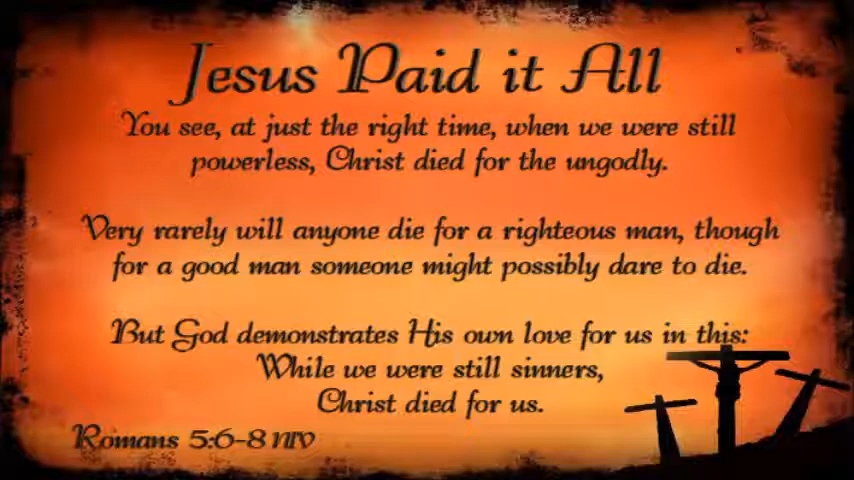 Jesus Paid it All
You see, at just the right time, when we were still
powerless, Christ died for the ungodly.
Very rarely will anyone die for a righteous man, though
for a good man someone might possibly dare to die.
But God demonstrates His own love for us in this:
While we were still sinners,
Christ died for us.
Romans 5:6-8 NIV